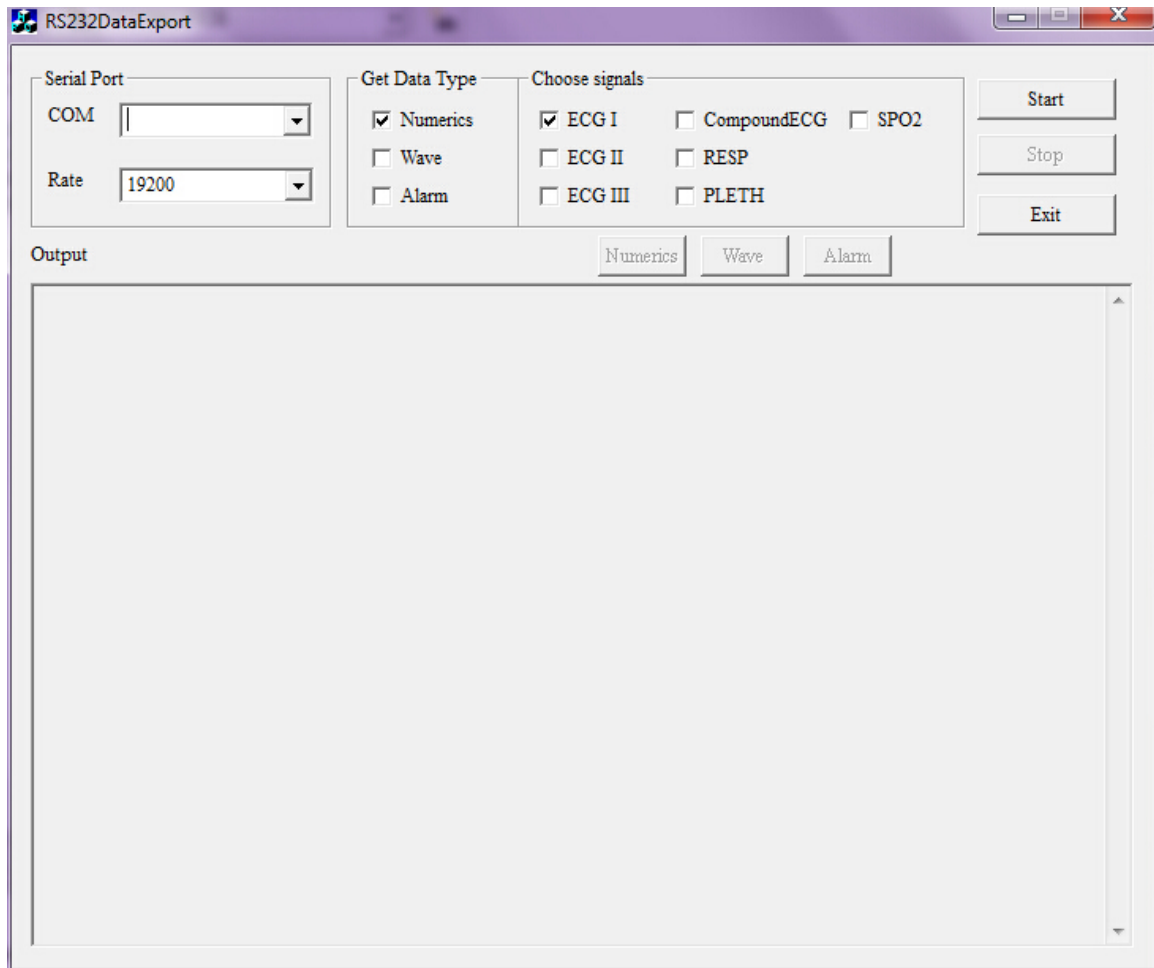 RS232DataExport
Serial Port
Get Data Type
Choose signals
COM
Numerics
ECG I
CompoundECG
SPO2
Start
Wave
ECG II
RESP
Stop
Rate
19200
Alarm
ECG III
PLETH
Exit
Output
Numerics
Wave
Alarm